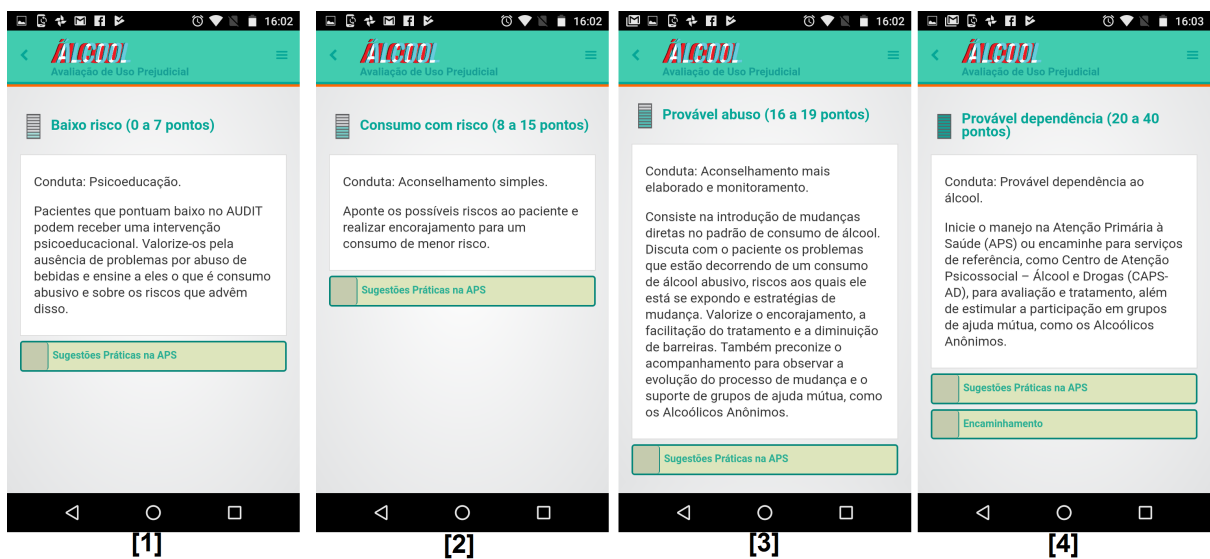 16:02
ÁLCOOL
Avaliação de Uso Prejudicial
Baixo risco (0 a 7 pontos)
Conduta: Psicoeducação.
Pacientes que pontuam baixo no AUDIT
podem receber uma intervenção
psicoeducacional. Valorize-os pela
ausência de problemas por abuso de
bebidas e ensine a eles o que é consumo
abusivo e sobre os riscos que advêm
disso.
Sugestões Práticas na APS
[1]
16:02
ÁLCOOL
Avaliação de Uso Prejudicial
Consumo com risco (8 a 15 pontos)
Conduta: Aconselhamento simples.
Aponte os possíveis riscos ao paciente e
realizar encorajamento para um
consumo de menor risco.
Sugestões Práticas na APS
[2]
16:02
ÁLCOOL
Avaliação de Uso Prejudicial
Provável abuso (16 a 19 pontos)
Conduta: Aconselhamento mais
elaborado e monitoramento.
Consiste na introdução de mudanças
diretas no padrão de consumo de álcool.
Discuta com o paciente os problemas
que estão decorrendo de um consumo
de álcool abusivo, riscos aos quais ele
está se expondo e estratégias de
mudança. Valorize o encorajamento, a
facilitação do tratamento e a diminuição
de barreiras. Também preconize o
acompanhamento para observar a
evolução do processo de mudança e o
suporte de grupos de ajuda mútua, como
os Alcoólicos Anônimos.
Sugestões Práticas na APS
[3]
16:03
ÁLCOOL
Avaliação de Uso Prejudicial
Provável dependência (20 a 40
pontos)
Conduta: Provável dependência ao
álcool.
Inicie o manejo na Atenção Primária à
Saúde (APS) ou encaminhe para serviços
de referência, como Centro de Atenção
Psicossocial – Álcool e Drogas (CAPS-
AD), para avaliação e tratamento, além
de estimular a participação em grupos
de ajuda mútua, como os Alcoólicos
Anônimos.
Sugestões Práticas na APS
Encaminhamento
[4]